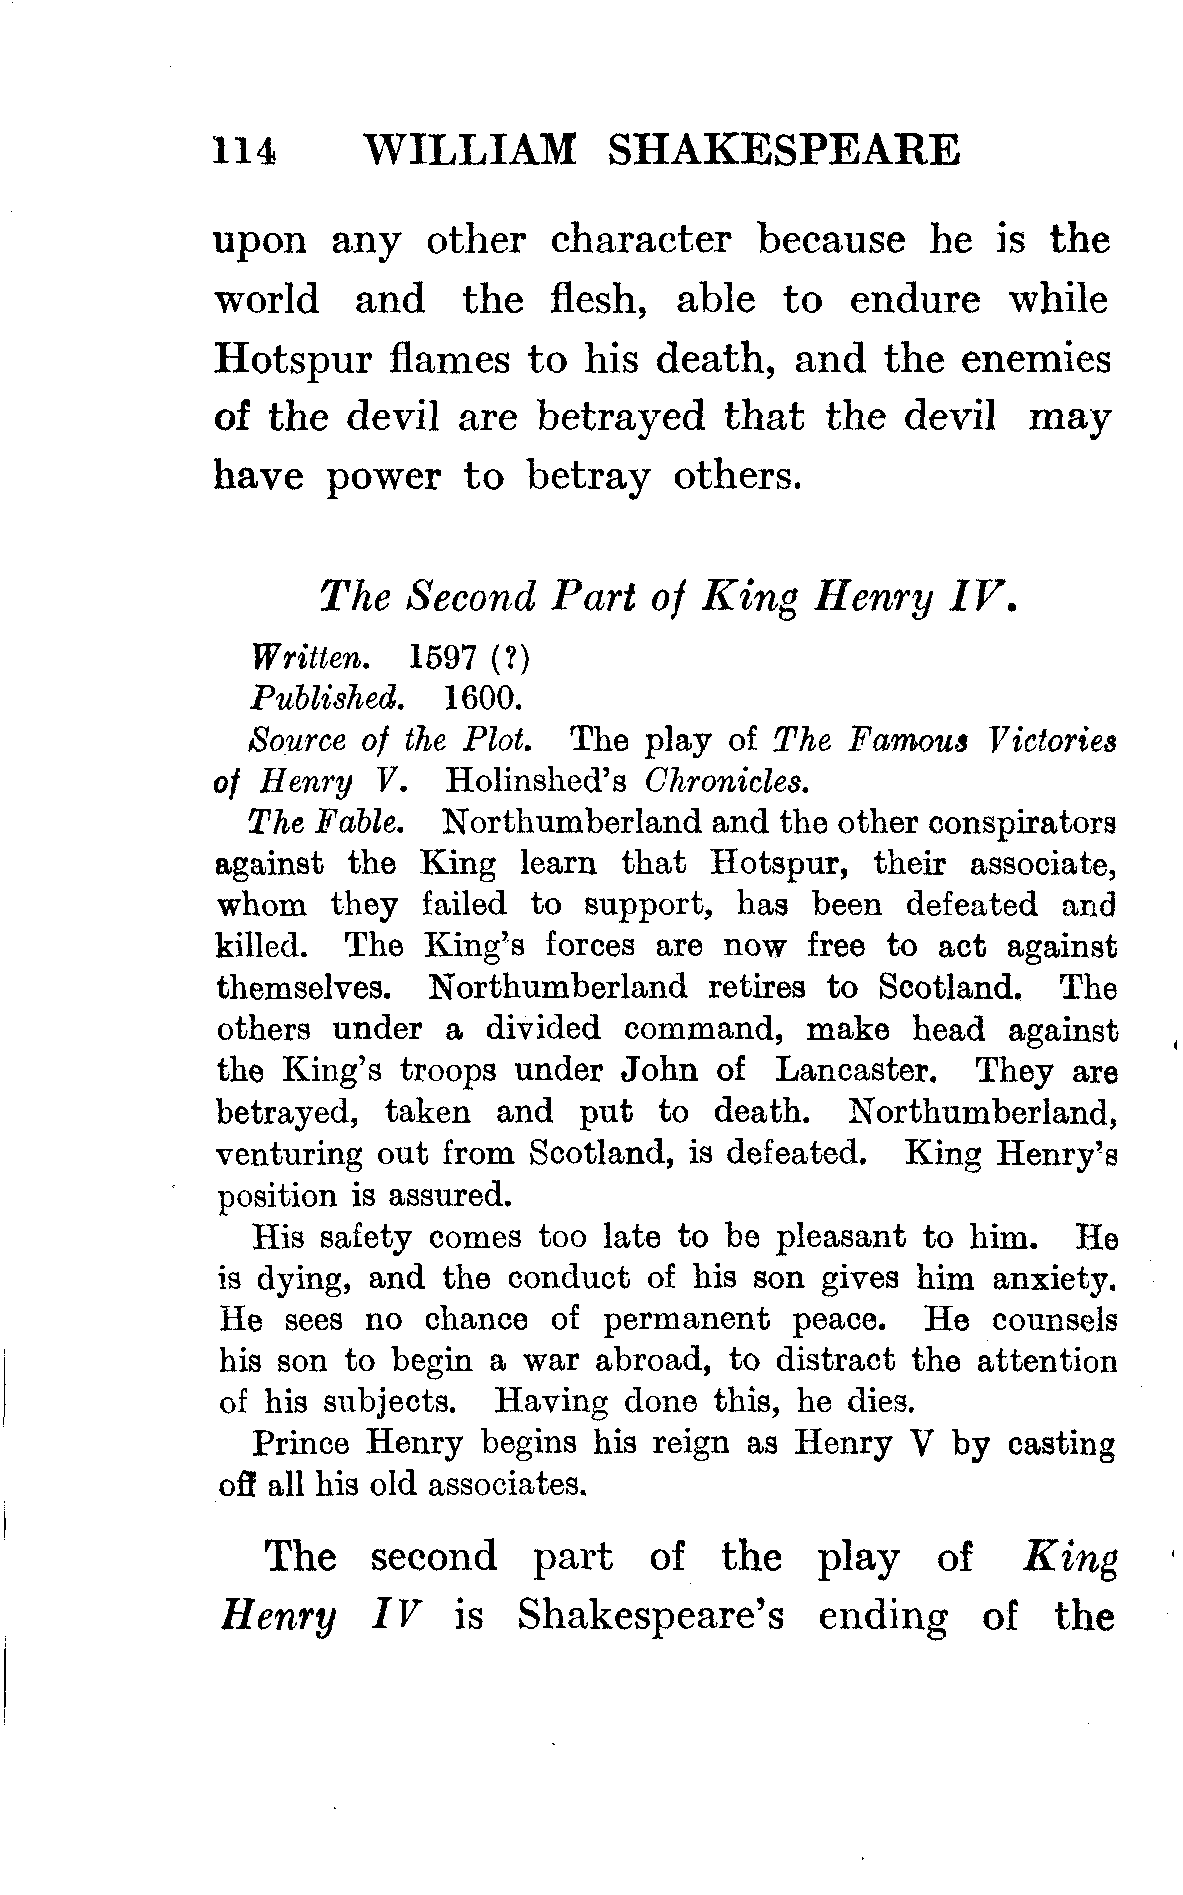 114 WILLIAM SHAKESPEARE
upon any other character because he is the
world and the flesh, able to endure while
Hotspur flames to his death, and the enemies
of the devil are betrayed that the devil may
have power to betray others.
The Second Part of King Henry IV.
Written. 1597 (?)
Published. 1600.
Source of the Plot. The play of The Famous Victories
of Henry V. Holinshed's Chronicles.
The Fable. Northumberland and the other conspirators
against the King learn that Hotspur, their associate,
whom they failed to support, has been defeated and
killed. The King's forces are now free to act against
themselves. Northumberland retires to Scotland. The
others under a divided command, make head against
the King's troops under John of Lancaster. They are
betrayed, taken and put to death. Northumberland,
venturing out from Scotland, is defeated. King Henry's
position is assured.
His safety comes too late to be pleasant to him. He
is dying, and the conduct of his son gives him anxiety.
He sees no chance of permanent peace. He counsels
his son to begin a war abroad, to distract the attention
of his subjects. Having done this, he dies.
Prince Henry begins his reign as Henry V by casting
off all his old associates.
The second part of the play of King
Henry IV is Shakespeare's ending of the